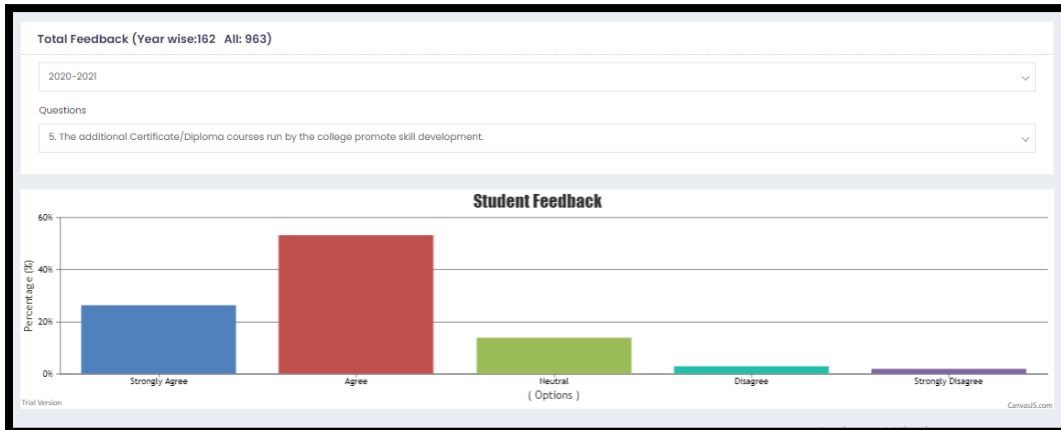 Total Feedback (Year wise:162 All: 963)
2020-2021
Questions
5. The additional Certificate/Diploma courses run by the college promote skill development.
Student Feedback
Percentage (%)
60%
40%
20%
0%
Strongly Agree Agree Neutral Disagree Strongly Disagree
( Options )
Trial Version CanvasJS.com